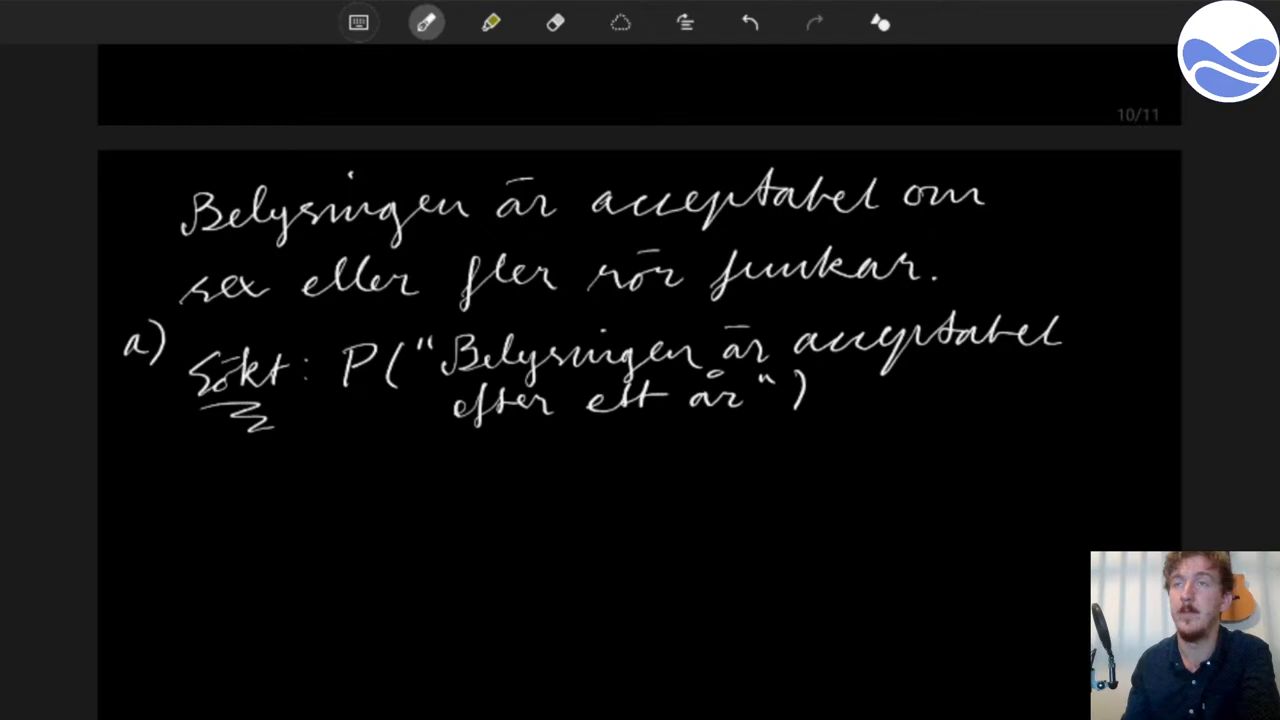 10/11
Belysningen är acceptabel om
sex eller fler rör funkar.
a) Sökt: P("Belysningen är acceptabel
efter ett år")